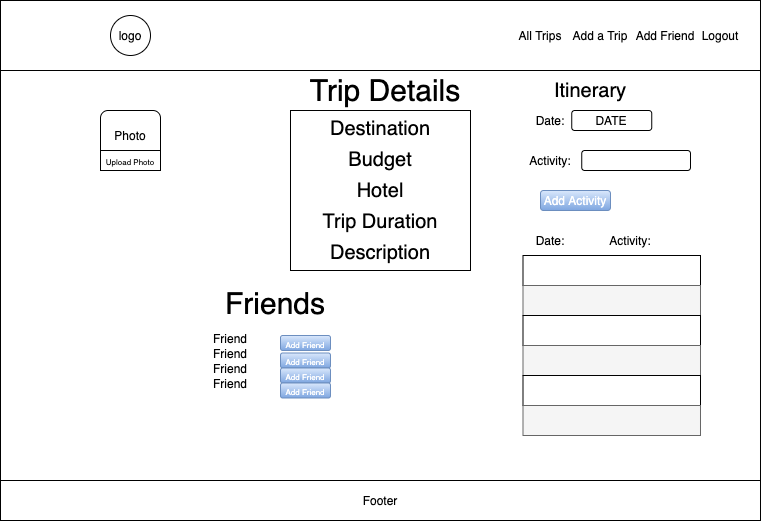 logo
All Trips Add a Trip Add Friend Logout
Trip Details
Destination
Budget
Hotel
Trip Duration
Description
Itinerary
Date: DATE
Activity:
Add Activity
Date: Activity:
Photo
Upload Photo
Friends
Friend Add Friend
Friend Add Friend
Friend Add Friend
Friend Add Friend
Footer